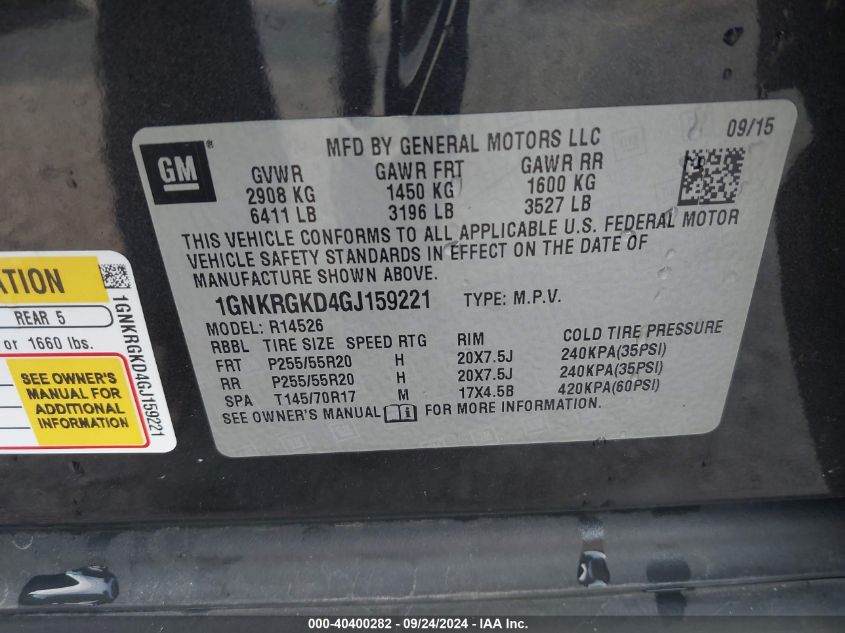 MFD BY GENERAL MOTORS LLC
09/15
GM
GVWR GAWR FRT GAWR RR
2908 KG 1450 KG 1600 KG
6411 LB 3196 LB 3527 LB
THIS VEHICLE CONFORMS TO ALL APPLICABLE U.S. FEDERAL MOTOR
VEHICLE SAFETY STANDARDS IN EFFECT ON THE DATE OF
MANUFACTURE SHOWN ABOVE.
1GNKRGKD4GJ159221 TYPE: M.P.V.
MODEL: R14526
RBBL TIRE SIZE SPEED RTG RIM COLD TIRE PRESSURE
FRT P255/55R20 H 20X7.5J 240KPA(35PSI)
RR P255/55R20 H 20X7.5J 240KPA(35PSI)
SPA T145/70R17 M 17X4.5B 420KPA(60PSI)
SEE OWNER'S MANUAL FOR MORE INFORMATION.
ATION
REAR 5
or 1660 lbs.
SEE OWNER'S
MANUAL FOR
ADDITIONAL
INFORMATION
1GNKRGKD4GJ159221
000-40400282 - 09/24/2024 - IAA Inc.